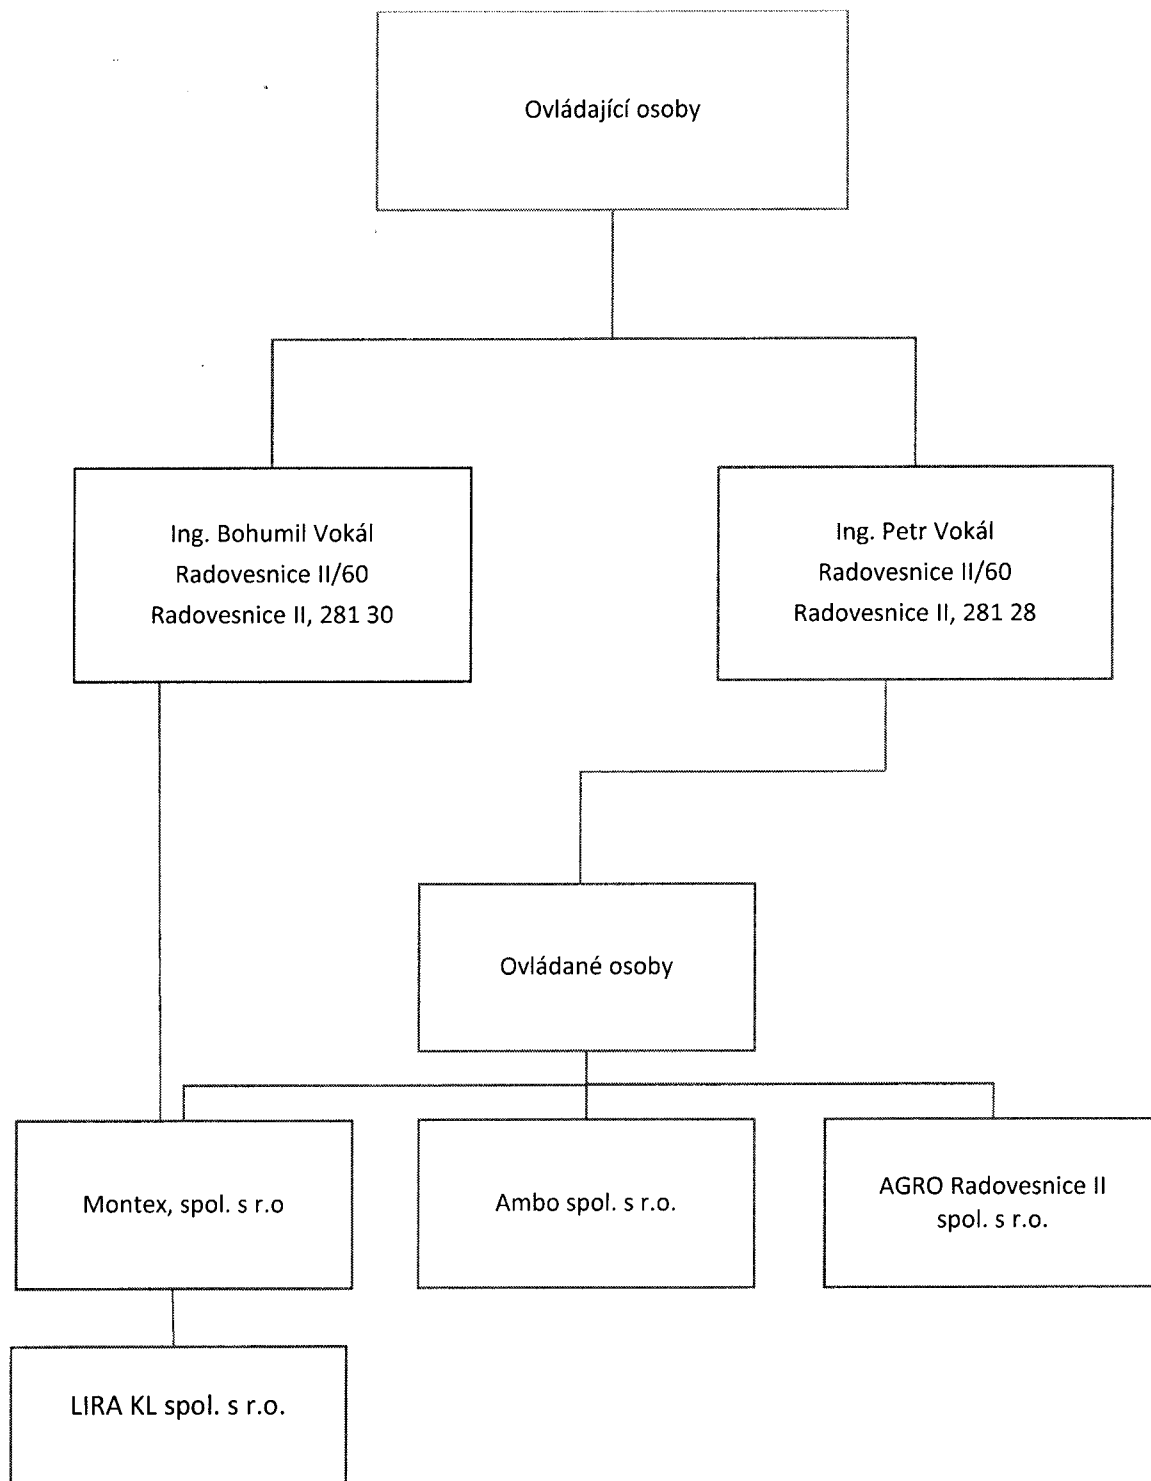 Ovládající osoby
Ing. Bohumil Vokál
Radovesnice II/60
Radovesnice II, 281 30
Ing. Petr Vokál
Radovesnice II/60
Radovesnice II, 281 28
Ovládané osoby
Montex, spol. s r.o
Ambo spol. s r.o.
AGRO Radovesnice II
spol. s r.o.
LIRA KL spol. s r.o.